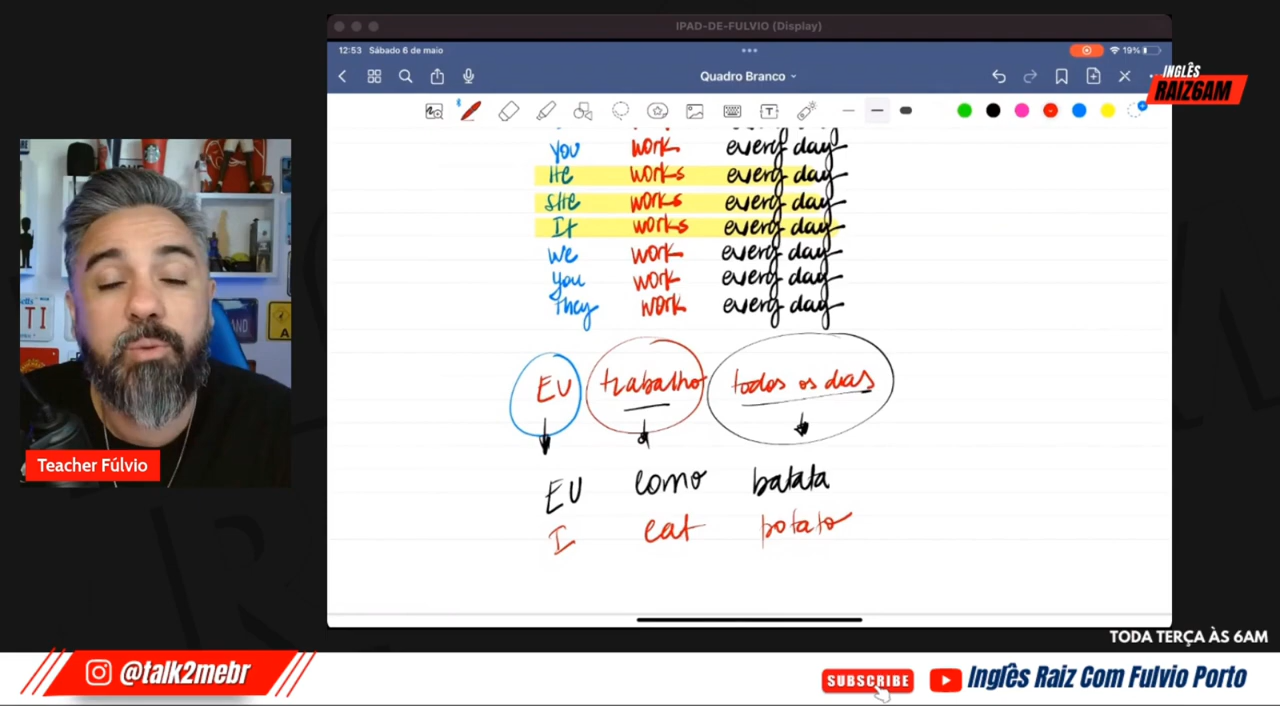 IPAD-DE-FULVIO (Display)
12:53 Sábado 6 de maio
19%
Quadro Branco
INGLÊS
RAIZ6AM
you work every day
He works every day
SHE works every day
It works every day
we work every day
you work every day
they work every day
EU trabalho todos os dias
EU como batata
I eat potato
TI
AND
A
Teacher Fúlvio
TODA TERÇA ÀS 6AM
@talk2mebr
SUBSCRIBE
Inglês Raiz Com Fulvio Porto